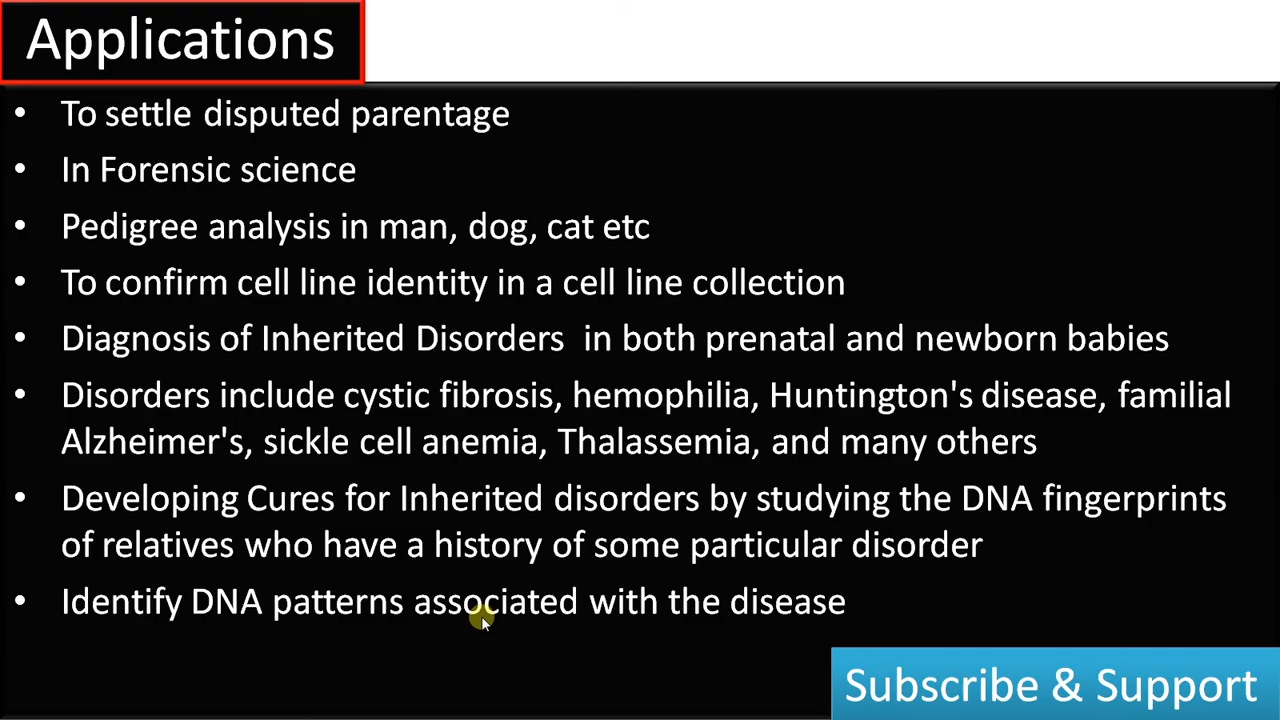 Applications
• To settle disputed parentage
• In Forensic science
• Pedigree analysis in man, dog, cat etc
• To confirm cell line identity in a cell line collection
• Diagnosis of Inherited Disorders  in both prenatal and newborn babies
• Disorders include cystic fibrosis, hemophilia, Huntington's disease, familial
Alzheimer's, sickle cell anemia, Thalassemia, and many others
• Developing Cures for Inherited disorders by studying the DNA fingerprints
of relatives who have a history of some particular disorder
• Identify DNA patterns associated with the disease
Subscribe & Support